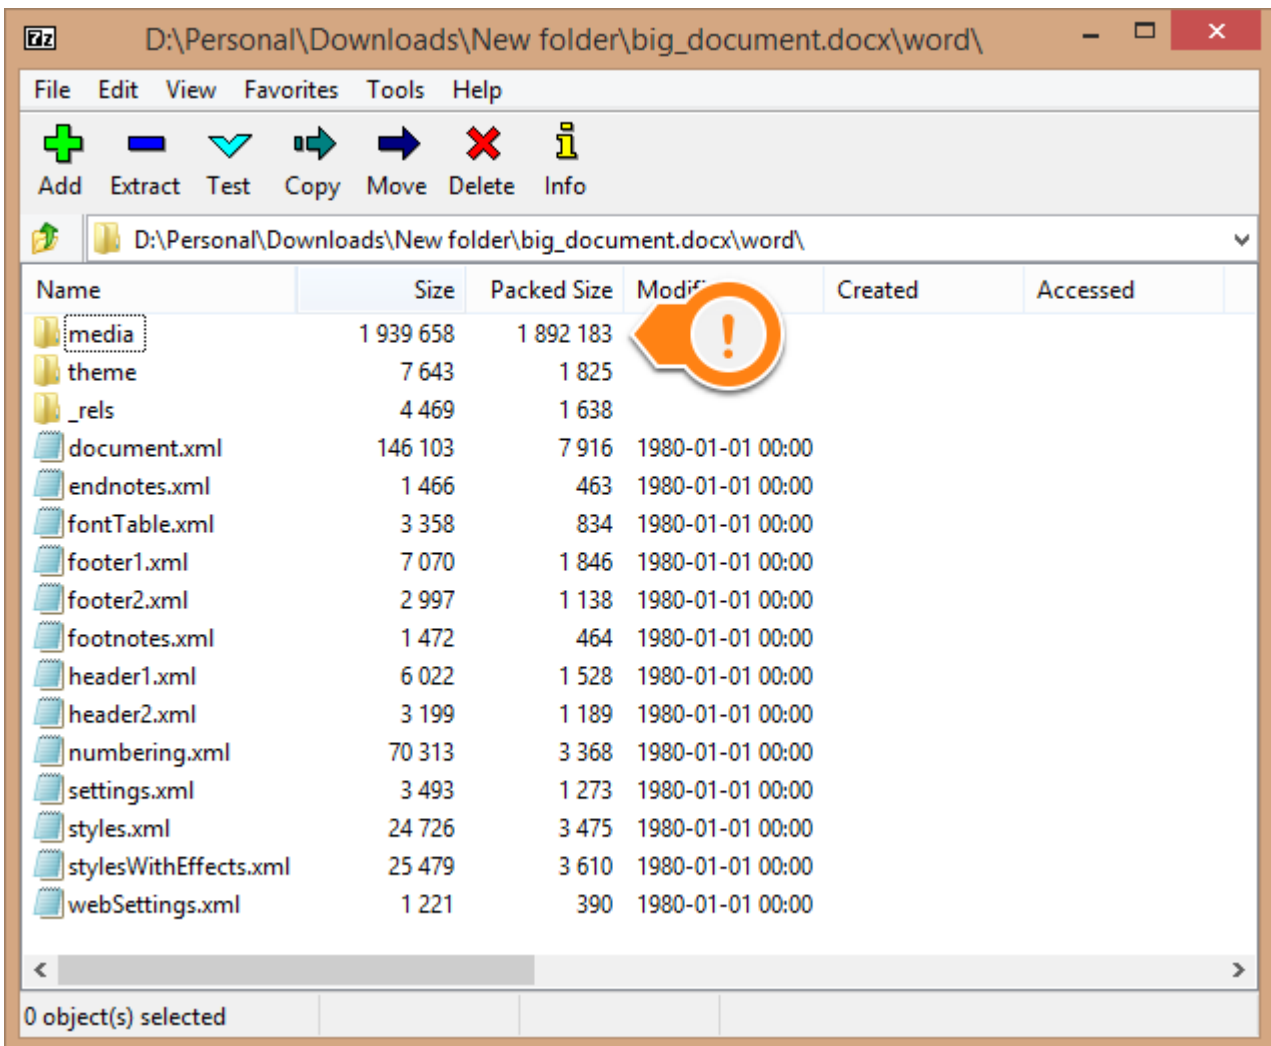 7z D:\Personal\Downloads\New folder\big_document.docx\word\
File Edit View Favorites Tools Help
Add Extract Test Copy Move Delete Info
D:\Personal\Downloads\New folder\big_document.docx\word\
Name Size Packed Size Modifi Created Accessed
media 1 939 658 1 892 183 !
theme 7 643 1 825
_rels 4 469 1 638
document.xml 146 103 7 916 1980-01-01 00:00
endnotes.xml 1 466 463 1980-01-01 00:00
fontTable.xml 3 358 834 1980-01-01 00:00
footer1.xml 7 070 1 846 1980-01-01 00:00
footer2.xml 2 997 1 138 1980-01-01 00:00
footnotes.xml 1 472 464 1980-01-01 00:00
header1.xml 6 022 1 528 1980-01-01 00:00
header2.xml 3 199 1 189 1980-01-01 00:00
numbering.xml 70 313 3 368 1980-01-01 00:00
settings.xml 3 493 1 273 1980-01-01 00:00
styles.xml 24 726 3 475 1980-01-01 00:00
stylesWithEffects.xml 25 479 3 610 1980-01-01 00:00
webSettings.xml 1 221 390 1980-01-01 00:00
0 object(s) selected